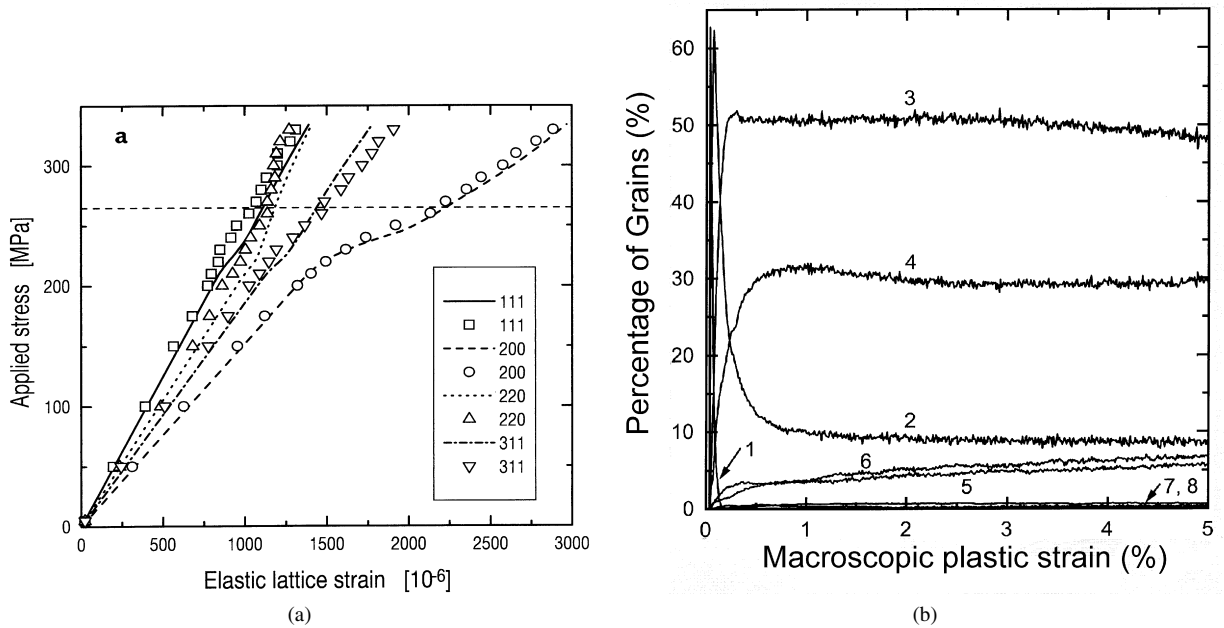 a
Applied stress [MPa]
300
200
100
0
0 500 1000 1500 2000 2500 3000
Elastic lattice strain [10⁻⁶]
111
111
200
200
220
220
311
311
(a)
Percentage of Grains (%)
60
50
40
30
20
10
0
3
4
2
1
6
5
7, 8
0 1 2 3 4 5
Macroscopic plastic strain (%)
(b)